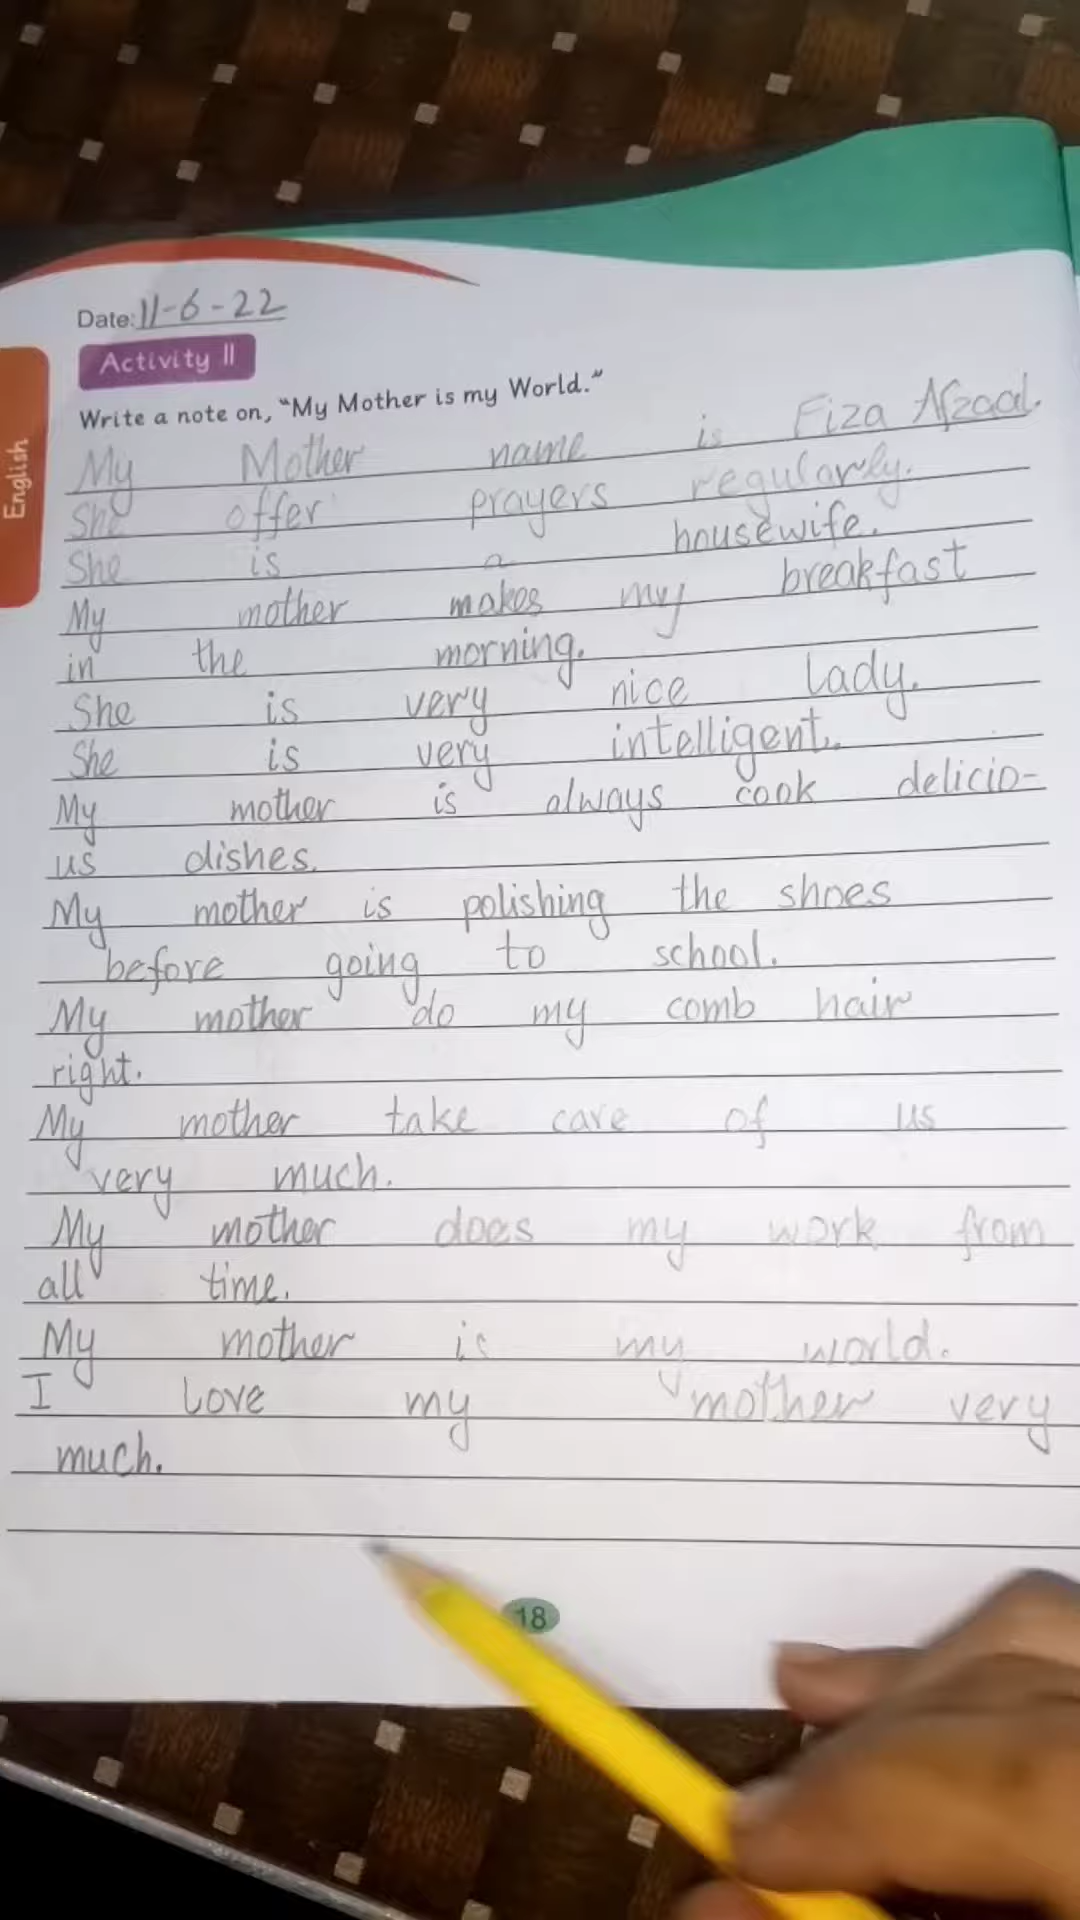 Date: 11-6-22
Activity 11
Write a note on, "My Mother is my World."
My Mother name is Fiza Afzaal.
She offer prayers regularly.
She is a housewife.
My mother makes my breakfast
in the morning.
She is very nice lady.
She is very intelligent.
My mother is always cook delicio-
us dishes.
My mother is polishing the shoes
before going to school.
My mother do my comb hair
right.
My mother take care of us
very much.
My mother does my work from
all time.
My mother is my world.
I love my mother very
much.
18
English